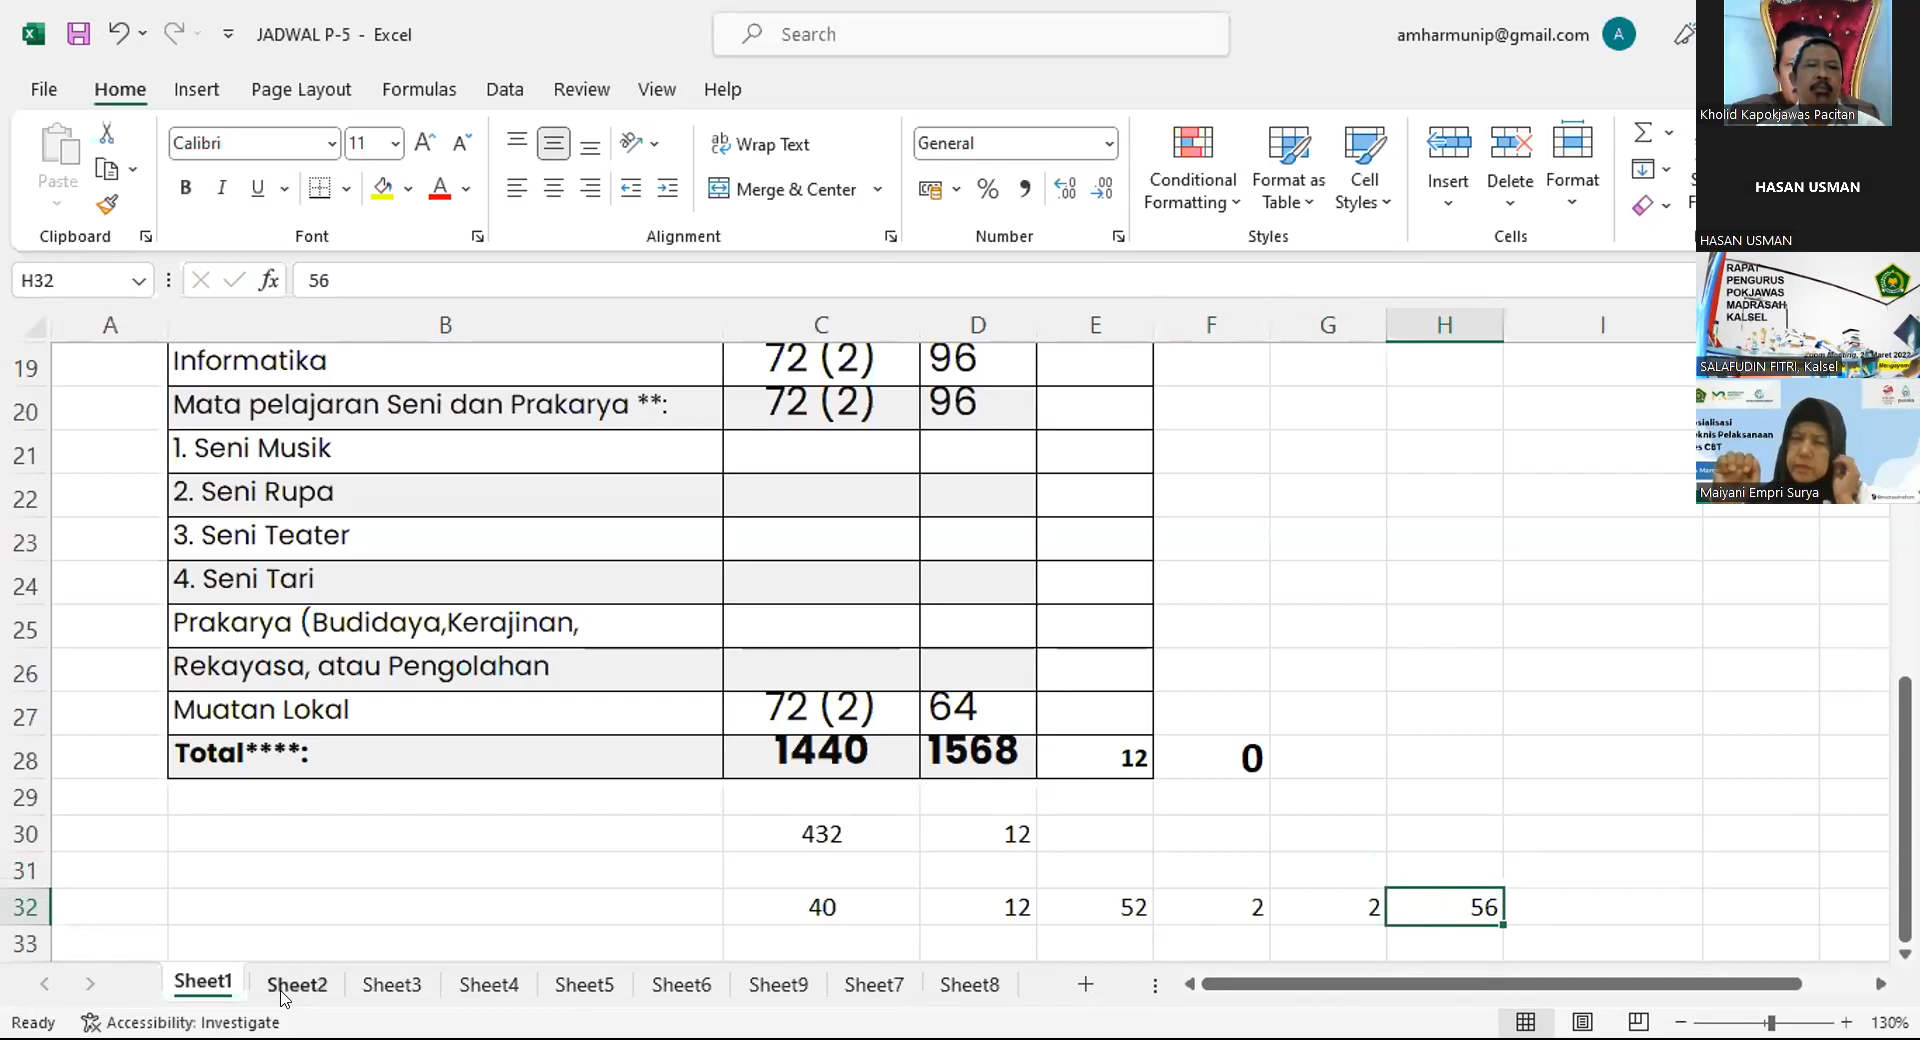 JADWAL P-5 - Excel
Search
amharmunip@gmail.com
A
File Home Insert Page Layout Formulas Data Review View Help
Paste
Clipboard
Calibri 11
B I U
Font
Wrap Text
Merge & Center
Alignment
General
Number
Conditional Formatting
Format as Table
Cell Styles
Styles
Insert Delete Format
Cells
H32
fx
56
A B C D E F G H I
19 Informatika 72 (2) 96
20 Mata pelajaran Seni dan Prakarya **: 72 (2) 96
21 1. Seni Musik
22 2. Seni Rupa
23 3. Seni Teater
24 4. Seni Tari
25 Prakarya (Budidaya,Kerajinan,
26 Rekayasa, atau Pengolahan
27 Muatan Lokal 72 (2) 64
28 Total****: 1440 1568 12 0
29
30 432 12
31
32 40 12 52 2 2 56
33
Sheet1 Sheet2 Sheet3 Sheet4 Sheet5 Sheet6 Sheet9 Sheet7 Sheet8
Ready
Accessibility: Investigate
130%
Kholid Kapokjawas Pacitan
HASAN USMAN
HASAN USMAN
RAPAT
PENGURUS
POKJAWAS
MADRASAH
KALSEL
SALAFUDIN FITRI, Kalsel
osialisasi
eknis Pelaksanaan
es CBT
Maiyani Empri Surya